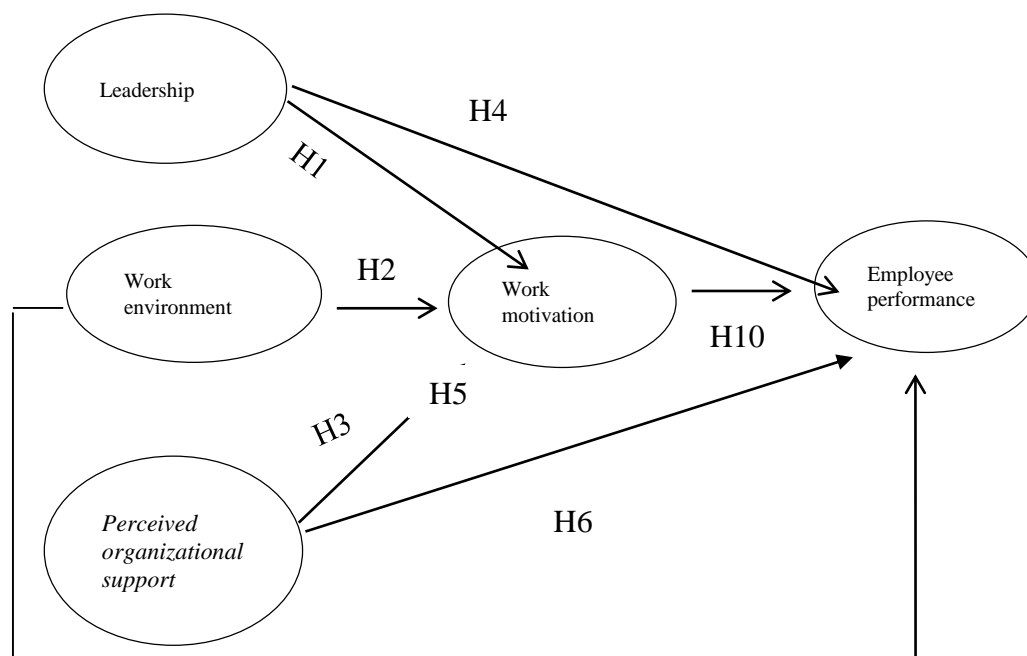 Leadership
H4
H1
Work
environment
H2
Work
motivation
Employee
performance
H10
H5
H3
Perceived
organizational
support
H6